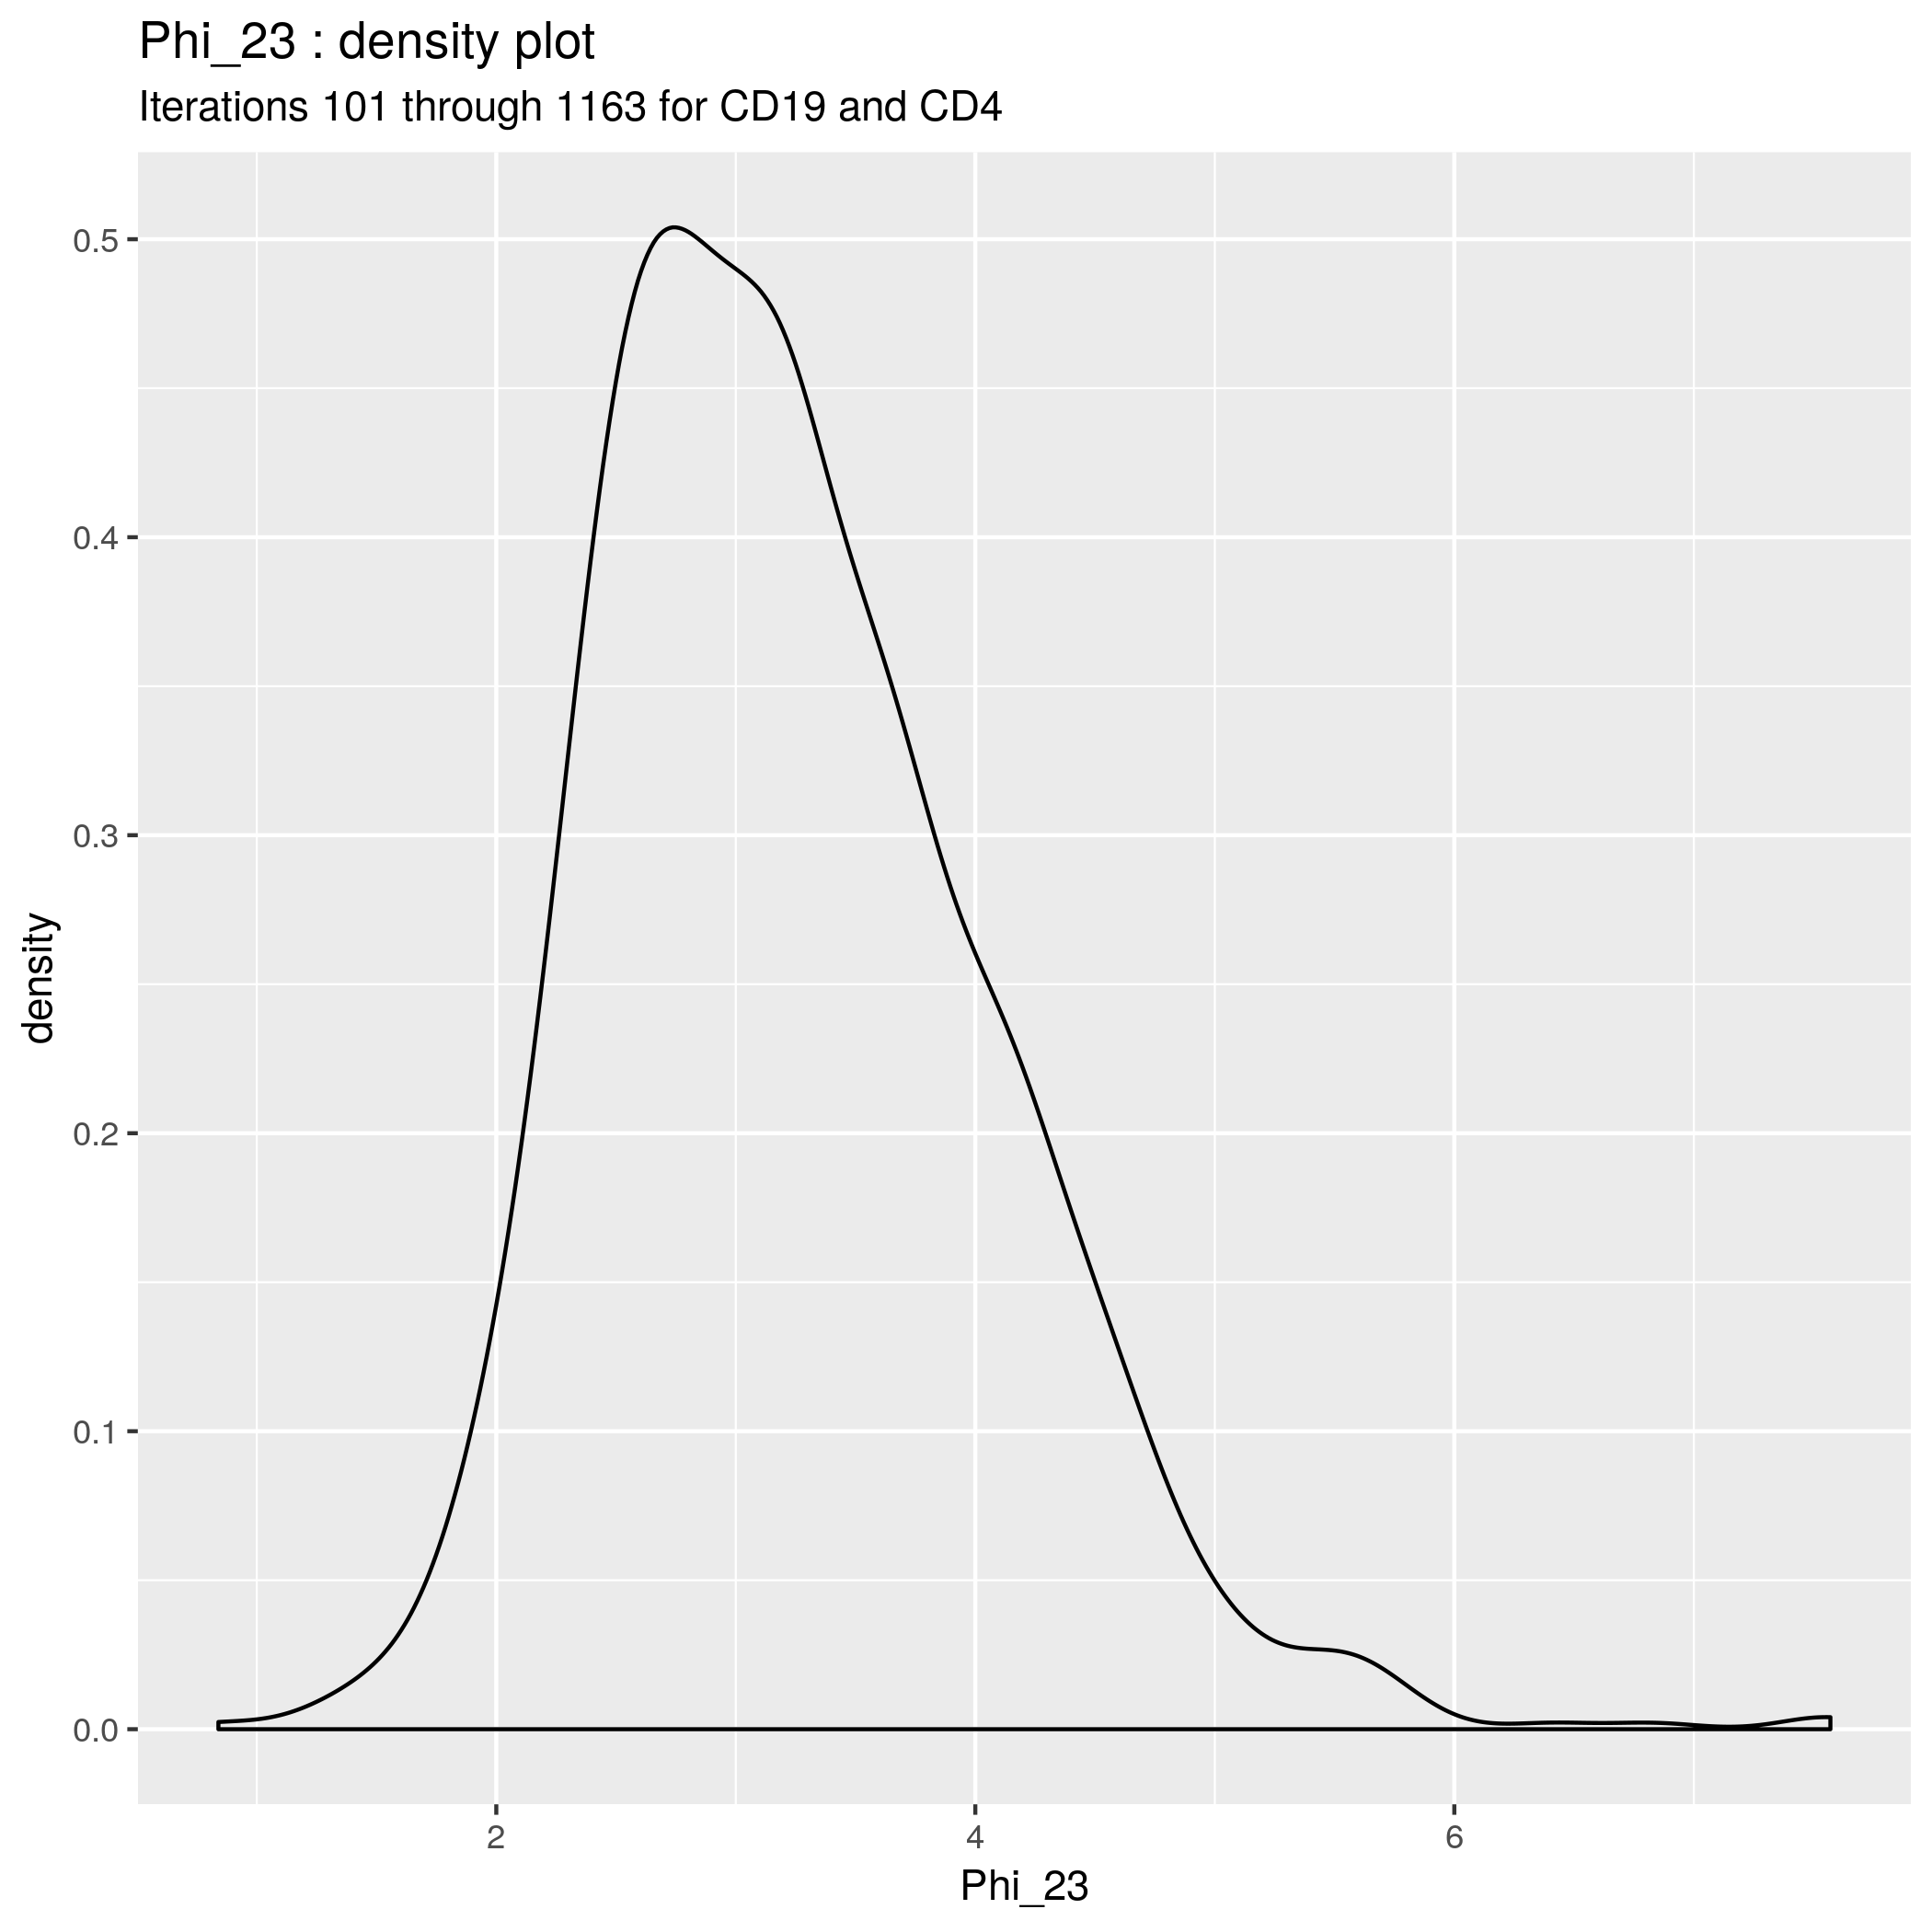 Phi_23 : density plot
Iterations 101 through 1163 for CD19 and CD4
density
0.5
0.4
0.3
0.2
0.1
0.0
2 4 6
Phi_23